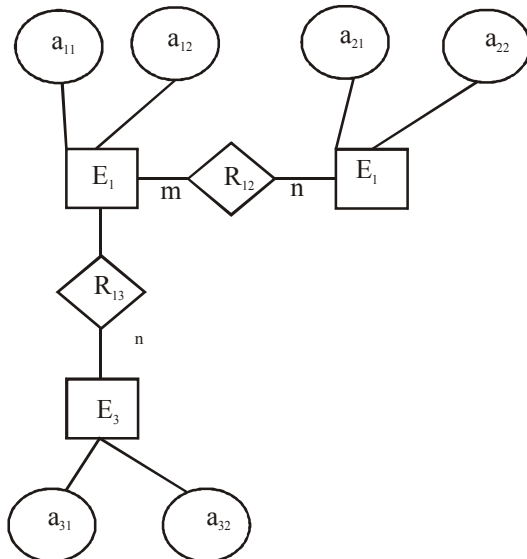 a₁₁ a₁₂ a₂₁ a₂₂
E₁ m R₁₂ n E₁
R₁₃
n
E₃
a₃₁ a₃₂